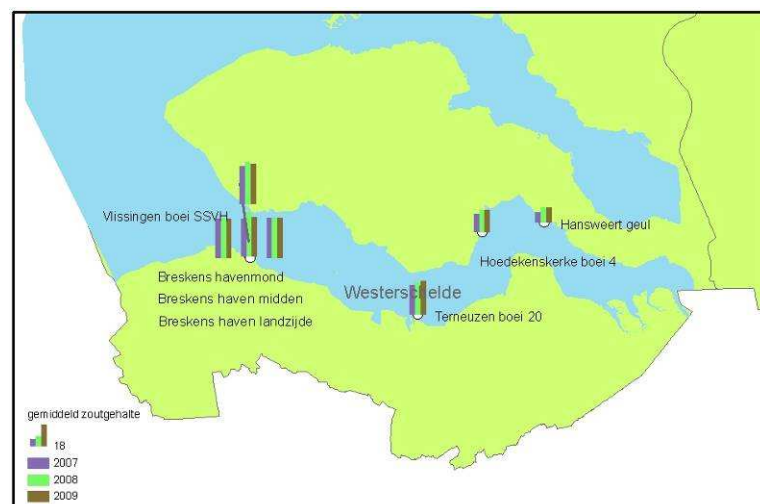 Vlissingen boei SSVH
Hansweert geul
Hoedekenskerke boei 4
Breskens havenmond
Breskens haven midden
Breskens haven landzijde
Westerschelde
Terneuzen boei 20
gemiddeld zoutgehalte
18
2007
2008
2009